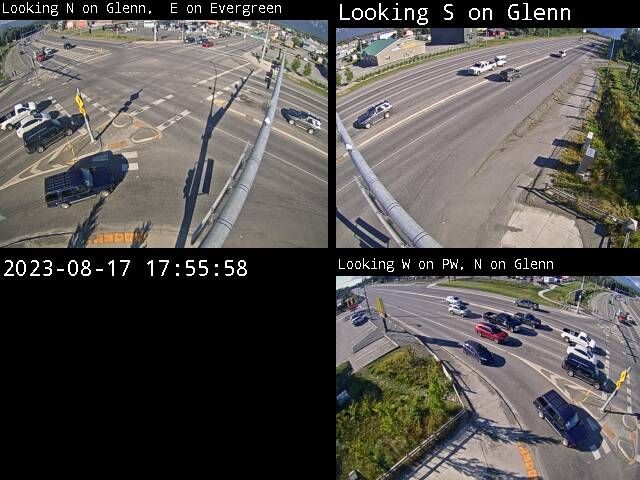 Looking N on Glenn,  E on Evergreen
Looking S on Glenn
2023-08-17 17:55:58
Looking W on PW, N on Glenn